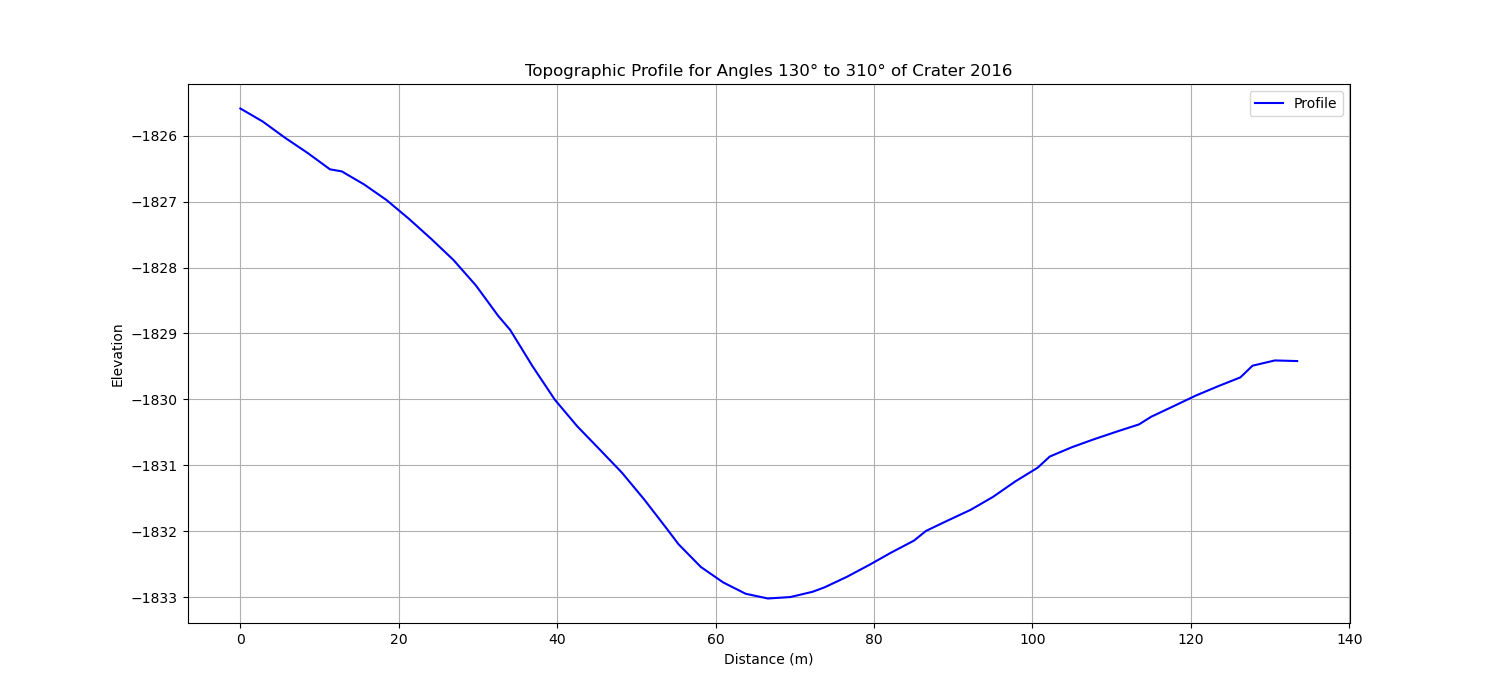 Topographic Profile for Angles 130° to 310° of Crater 2016
Profile
−1826
−1827
−1828
−1829
−1830
−1831
−1832
−1833
Elevation
0 20 40 60 80 100 120 140
Distance (m)